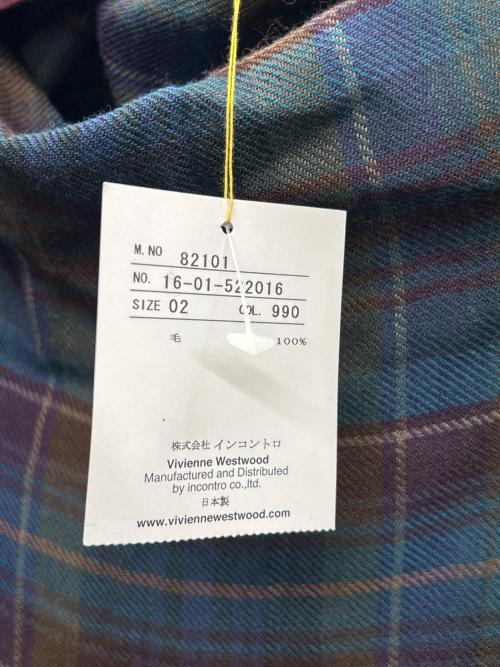 M.NO 82101
NO. 16-01-522016
SIZE 02 COL. 990
毛 100%
株式会社 インコントロ
Vivienne Westwood
Manufactured and Distributed
by incontro co.,ltd.
日本製
www.viviennewestwood.com